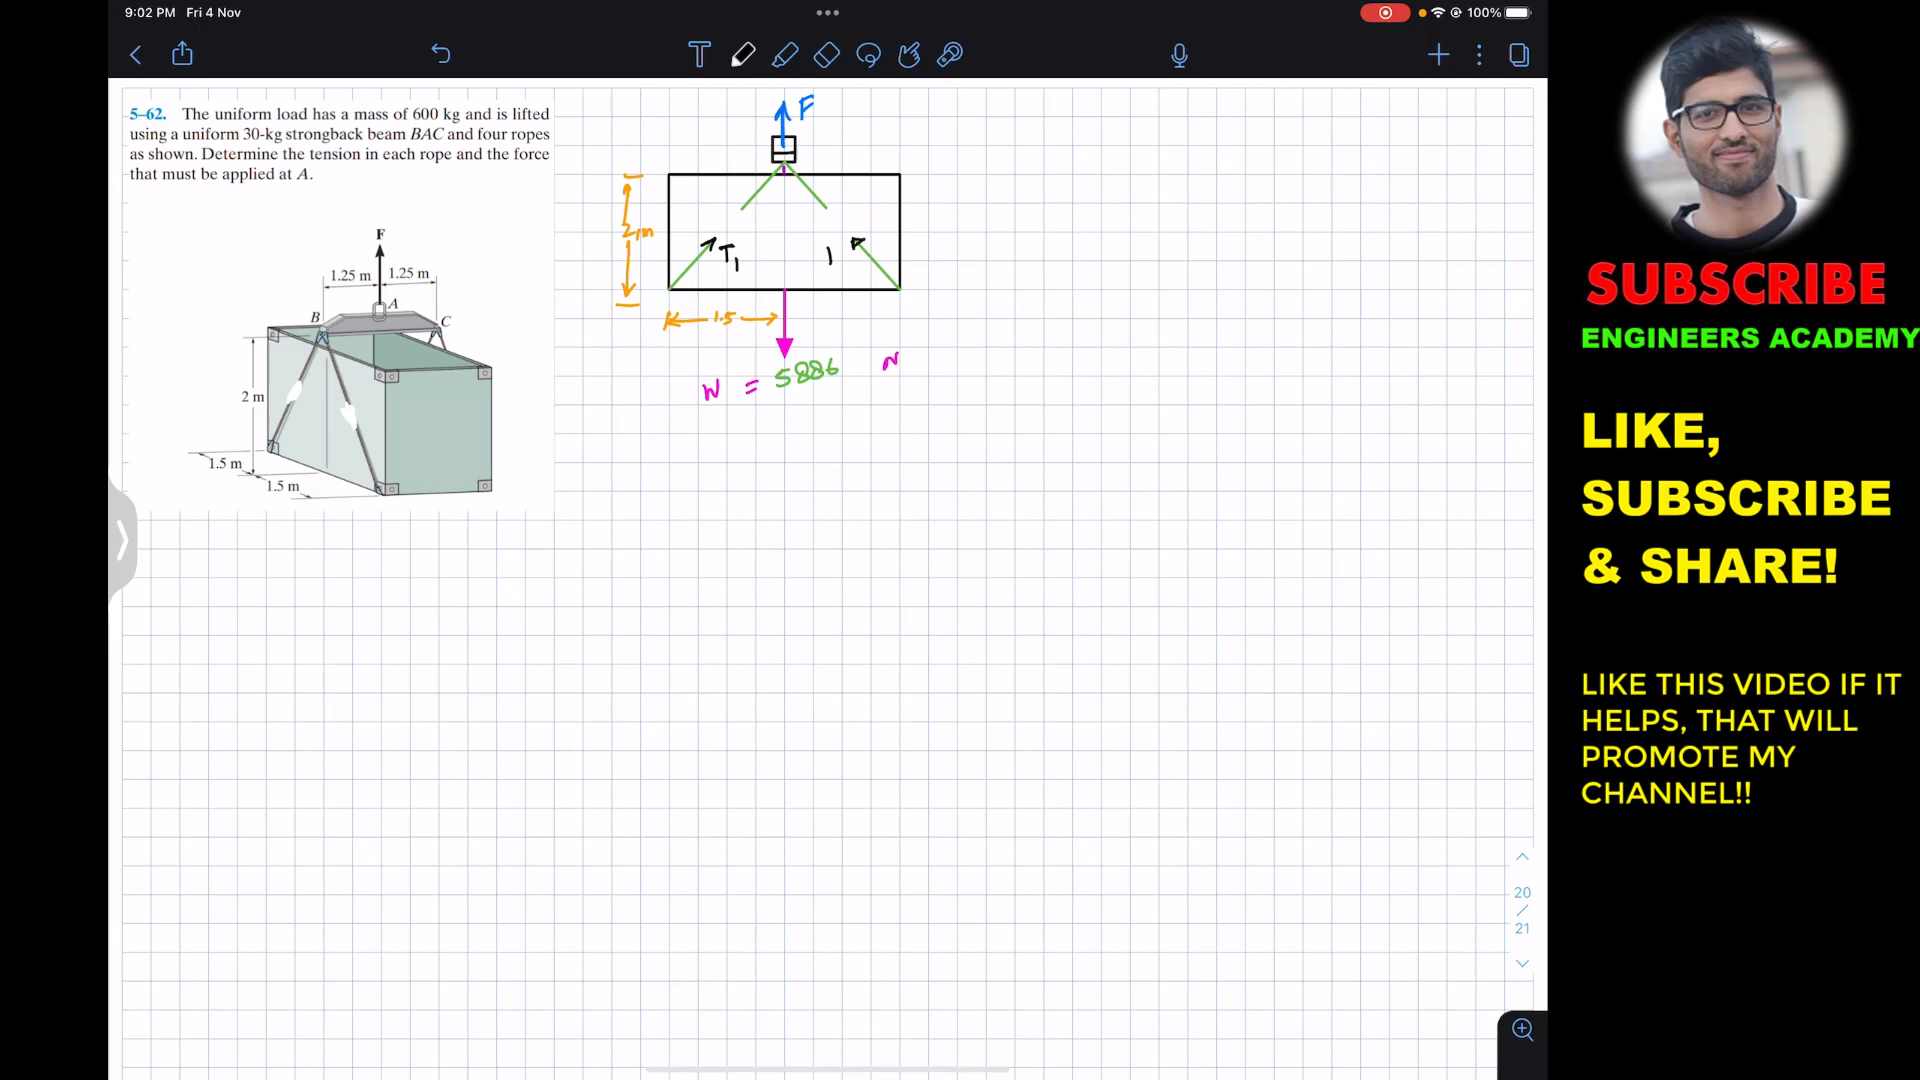 9:02 PM Fri 4 Nov
100%
5–62. The uniform load has a mass of 600 kg and is lifted
using a uniform 30-kg strongback beam BAC and four ropes
as shown. Determine the tension in each rope and the force
that must be applied at A.
F
1.25 m 1.25 m
A
B
C
2 m
1.5 m
1.5 m
F
2m
T1
1.5
W = 5886 N
20
/
21
SUBSCRIBE
ENGINEERS ACADEMY
LIKE,
SUBSCRIBE
& SHARE!
LIKE THIS VIDEO IF IT
HELPS, THAT WILL
PROMOTE MY
CHANNEL!!